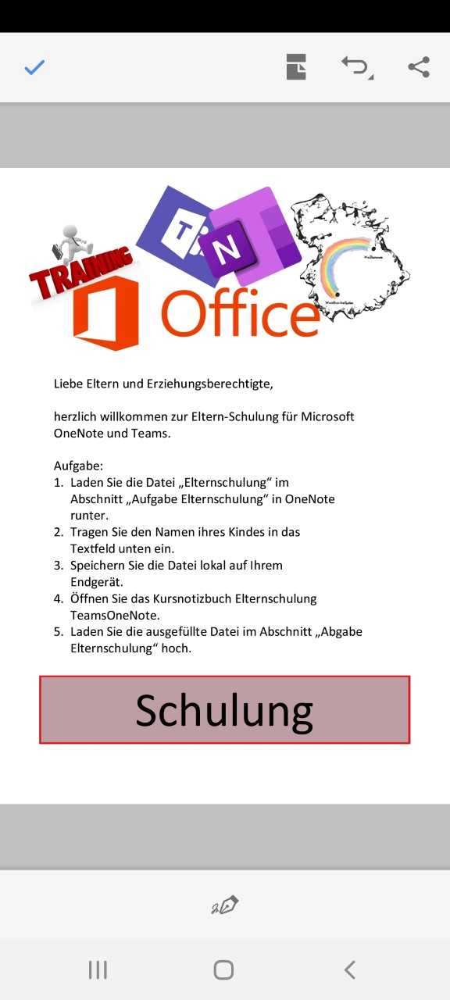 TRAINING
T
N
Office
Liebe Eltern und Erziehungsberechtigte,
herzlich willkommen zur Eltern-Schulung für Microsoft
OneNote und Teams.
Aufgabe:
1. Laden Sie die Datei „Elternschulung“ im
Abschnitt „Aufgabe Elternschulung“ in OneNote
runter.
2. Tragen Sie den Namen ihres Kindes in das
Textfeld unten ein.
3. Speichern Sie die Datei lokal auf Ihrem
Endgerät.
4. Öffnen Sie das Kursnotizbuch Elternschulung
TeamsOneNote.
5. Laden Sie die ausgefüllte Datei im Abschnitt „Abgabe
Elternschulung“ hoch.
Schulung